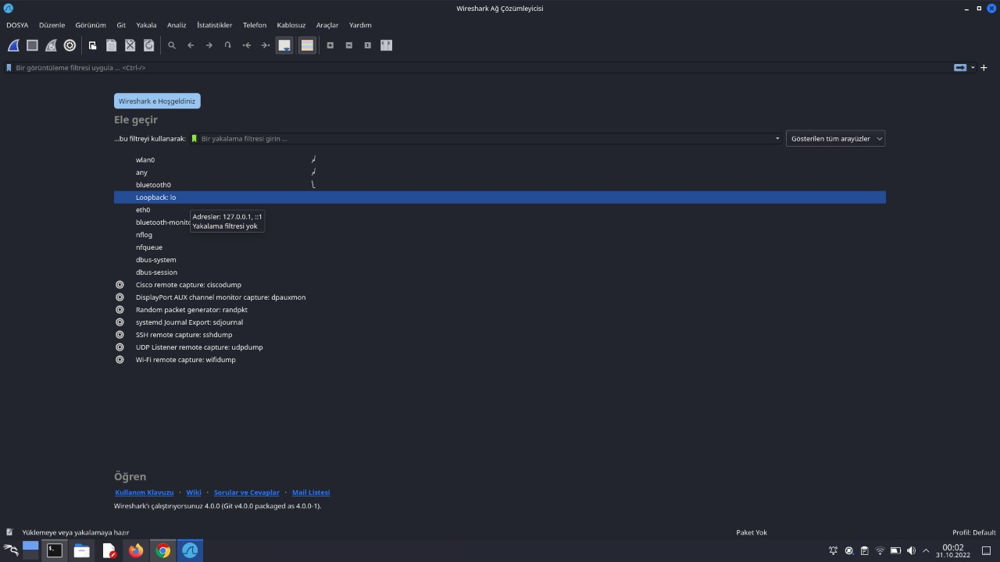 Wireshark Ağ Çözümleyicisi
DOSYA Düzenle Görünüm Git Yakala Analiz İstatistikler Telefon Kablosuz Araçlar Yardım
Bir görüntüleme filtresi uygula ... <Ctrl-/>
Wireshark e Hoşgeldiniz
Ele geçir
...bu filtreyi kullanarak: Bir yakalama filtresi girin ... Gösterilen tüm arayüzler
wlan0
any
bluetooth0
Loopback: lo
eth0
Adresler: 127.0.0.1, ::1
bluetooth-monito
Yakalama filtresi yok
nflog
nfqueue
dbus-system
dbus-session
Cisco remote capture: ciscodump
DisplayPort AUX channel monitor capture: dpauxmon
Random packet generator: randpkt
systemd Journal Export: sdjournal
SSH remote capture: sshdump
UDP Listener remote capture: udpdump
Wi-Fi remote capture: wifidump
Öğren
Kullanım Klavuzu · Wiki · Sorular ve Cevaplar · Mail Listesi
Wireshark'ı çalıştırıyorsunuz 4.0.0 (Git v4.0.0 packaged as 4.0.0-1).
Yüklemeye veya yakalamaya hazır Paket Yok Profil: Default
00:02
31.10.2022